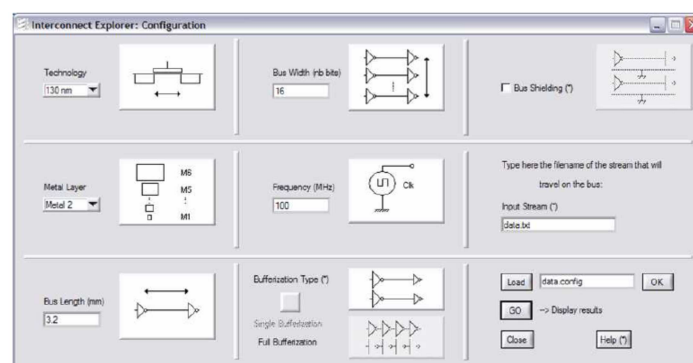 Interconnect Explorer: Configuration
Technology
130 nm
Bus Width (nb bits)
16
Bus Shielding (*)
Metal Layer
Metal 2
M6
M5
M1
Frequency (MHz)
100
Clk
Type here the filename of the stream that will
travel on the bus:
Input Stream (*)
data.txt
Bus Length (mm)
3.2
Bufferization Type (*)
Single Bufferization
Full Bufferization
Load
data.config
OK
GO
--> Display results
Close
Help (*)